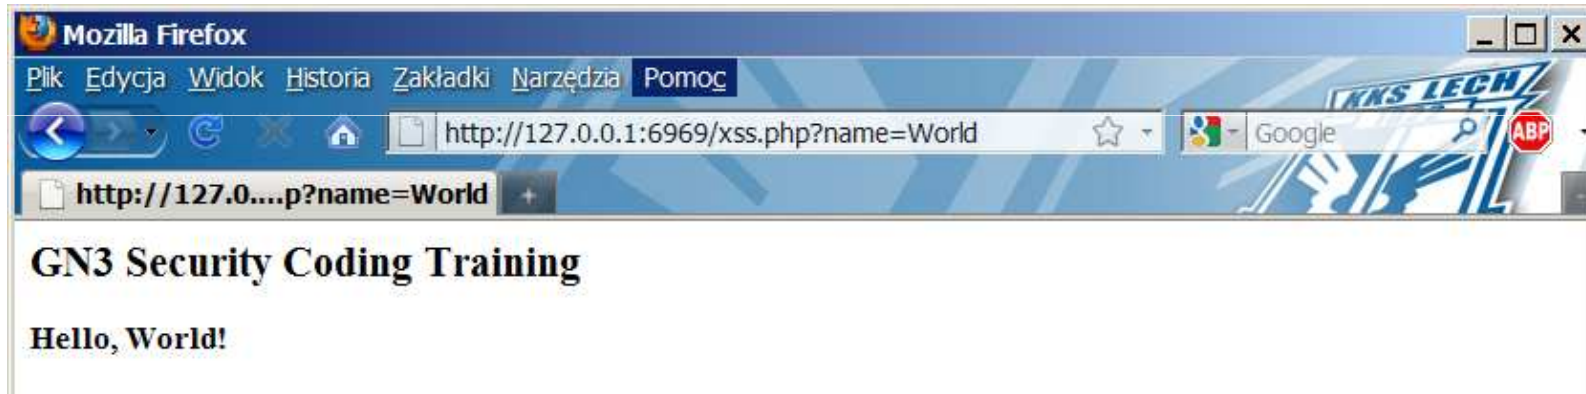 Mozilla Firefox
Plik Edycja Widok Historia Zakładki Narzędzia Pomoc
http://127.0.0.1:6969/xss.php?name=World Google ABP
KKS LECH
http://127.0....p?name=World
GN3 Security Coding Training
Hello, World!